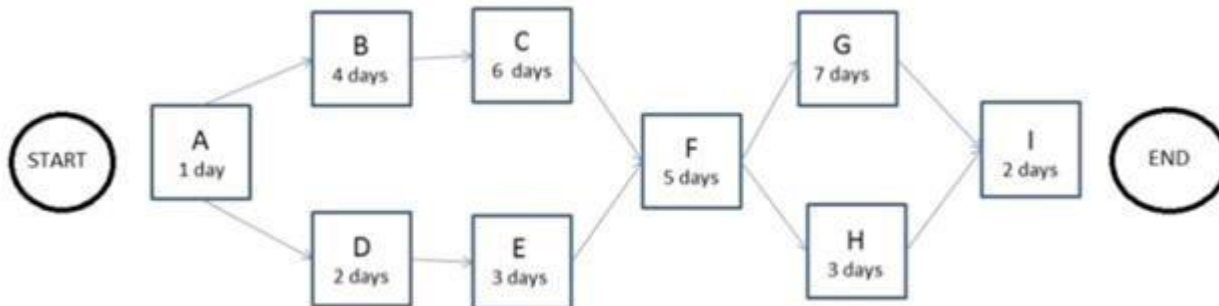 START
A
1 day
B
4 days
C
6 days
D
2 days
E
3 days
F
5 days
G
7 days
H
3 days
I
2 days
END